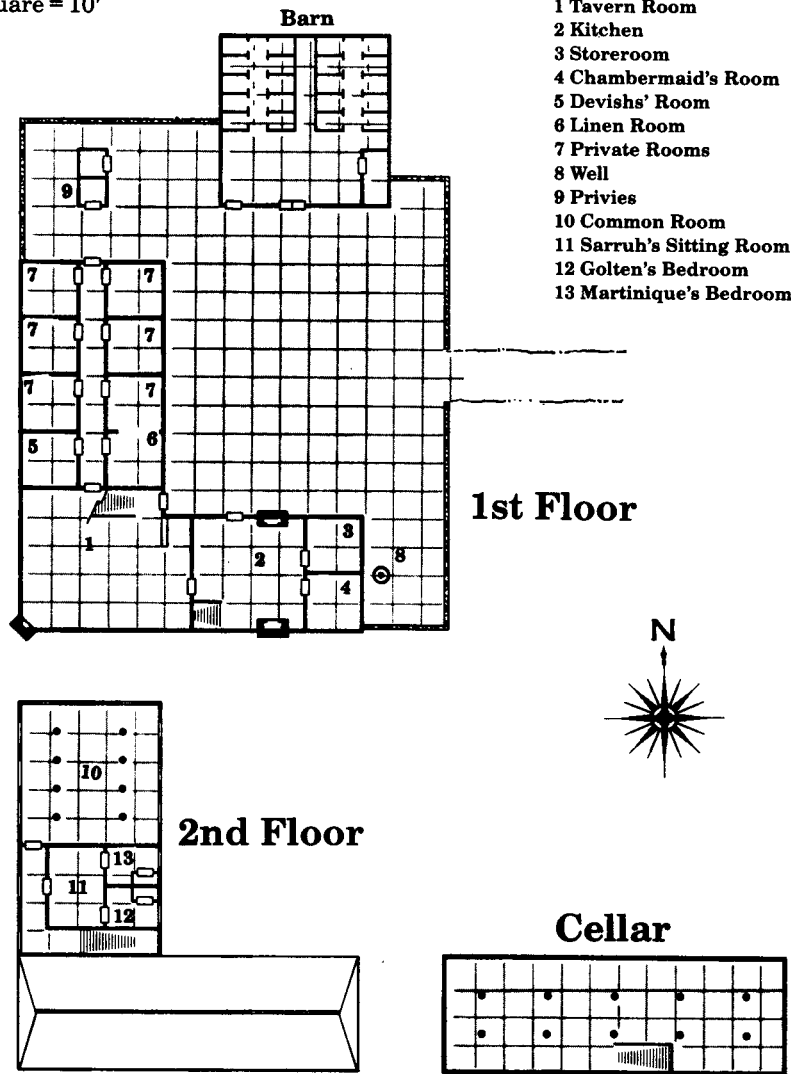 = 10'
Barn
1 Tavern Room
2 Kitchen
3 Storeroom
4 Chambermaid's Room
5 Devishs' Room
6 Linen Room
7 Private Rooms
8 Well
9 Privies
10 Common Room
11 Sarruh's Sitting Room
12 Golten's Bedroom
13 Martinique's Bedroom
9
7 7
7 7
7 7
5 6
1st Floor
1 2 3 8
4
N
10
2nd Floor
13
11
12
Cellar